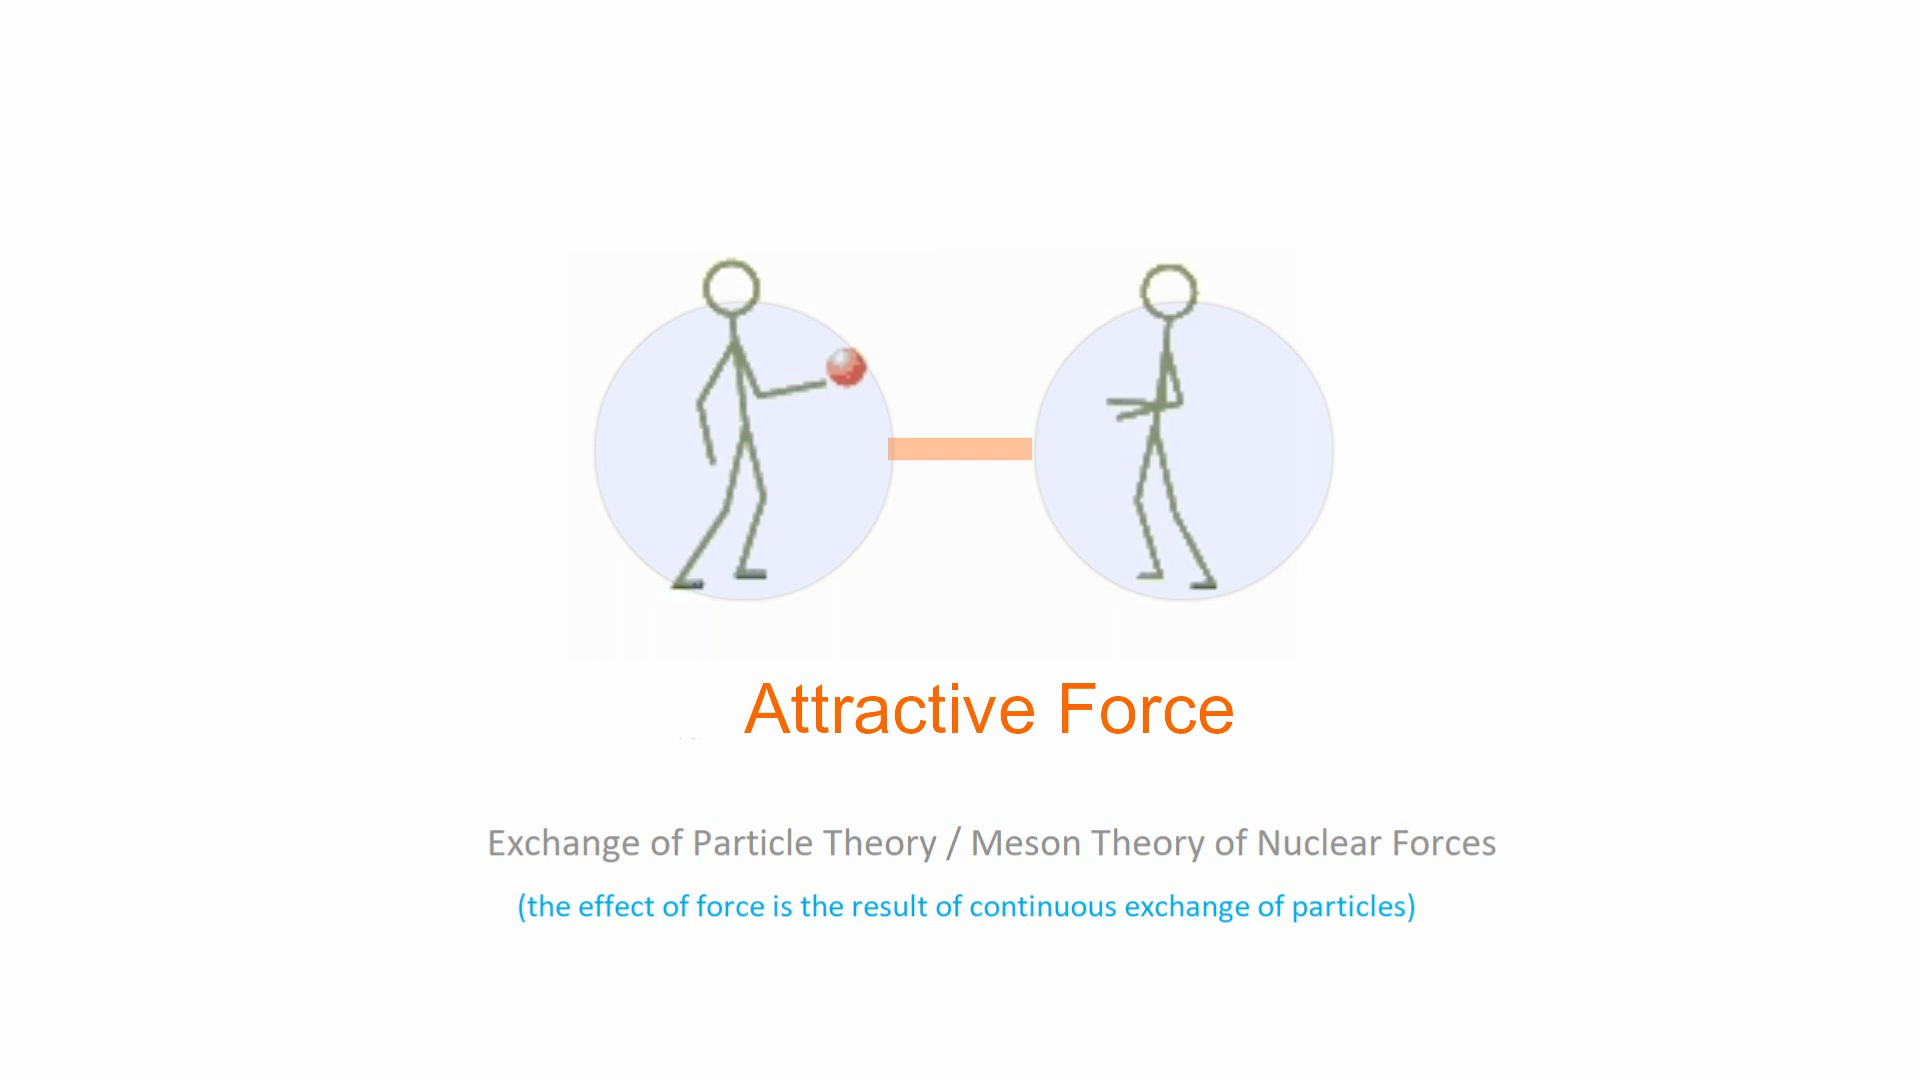 Attractive Force
Exchange of Particle Theory / Meson Theory of Nuclear Forces
(the effect of force is the result of continuous exchange of particles)